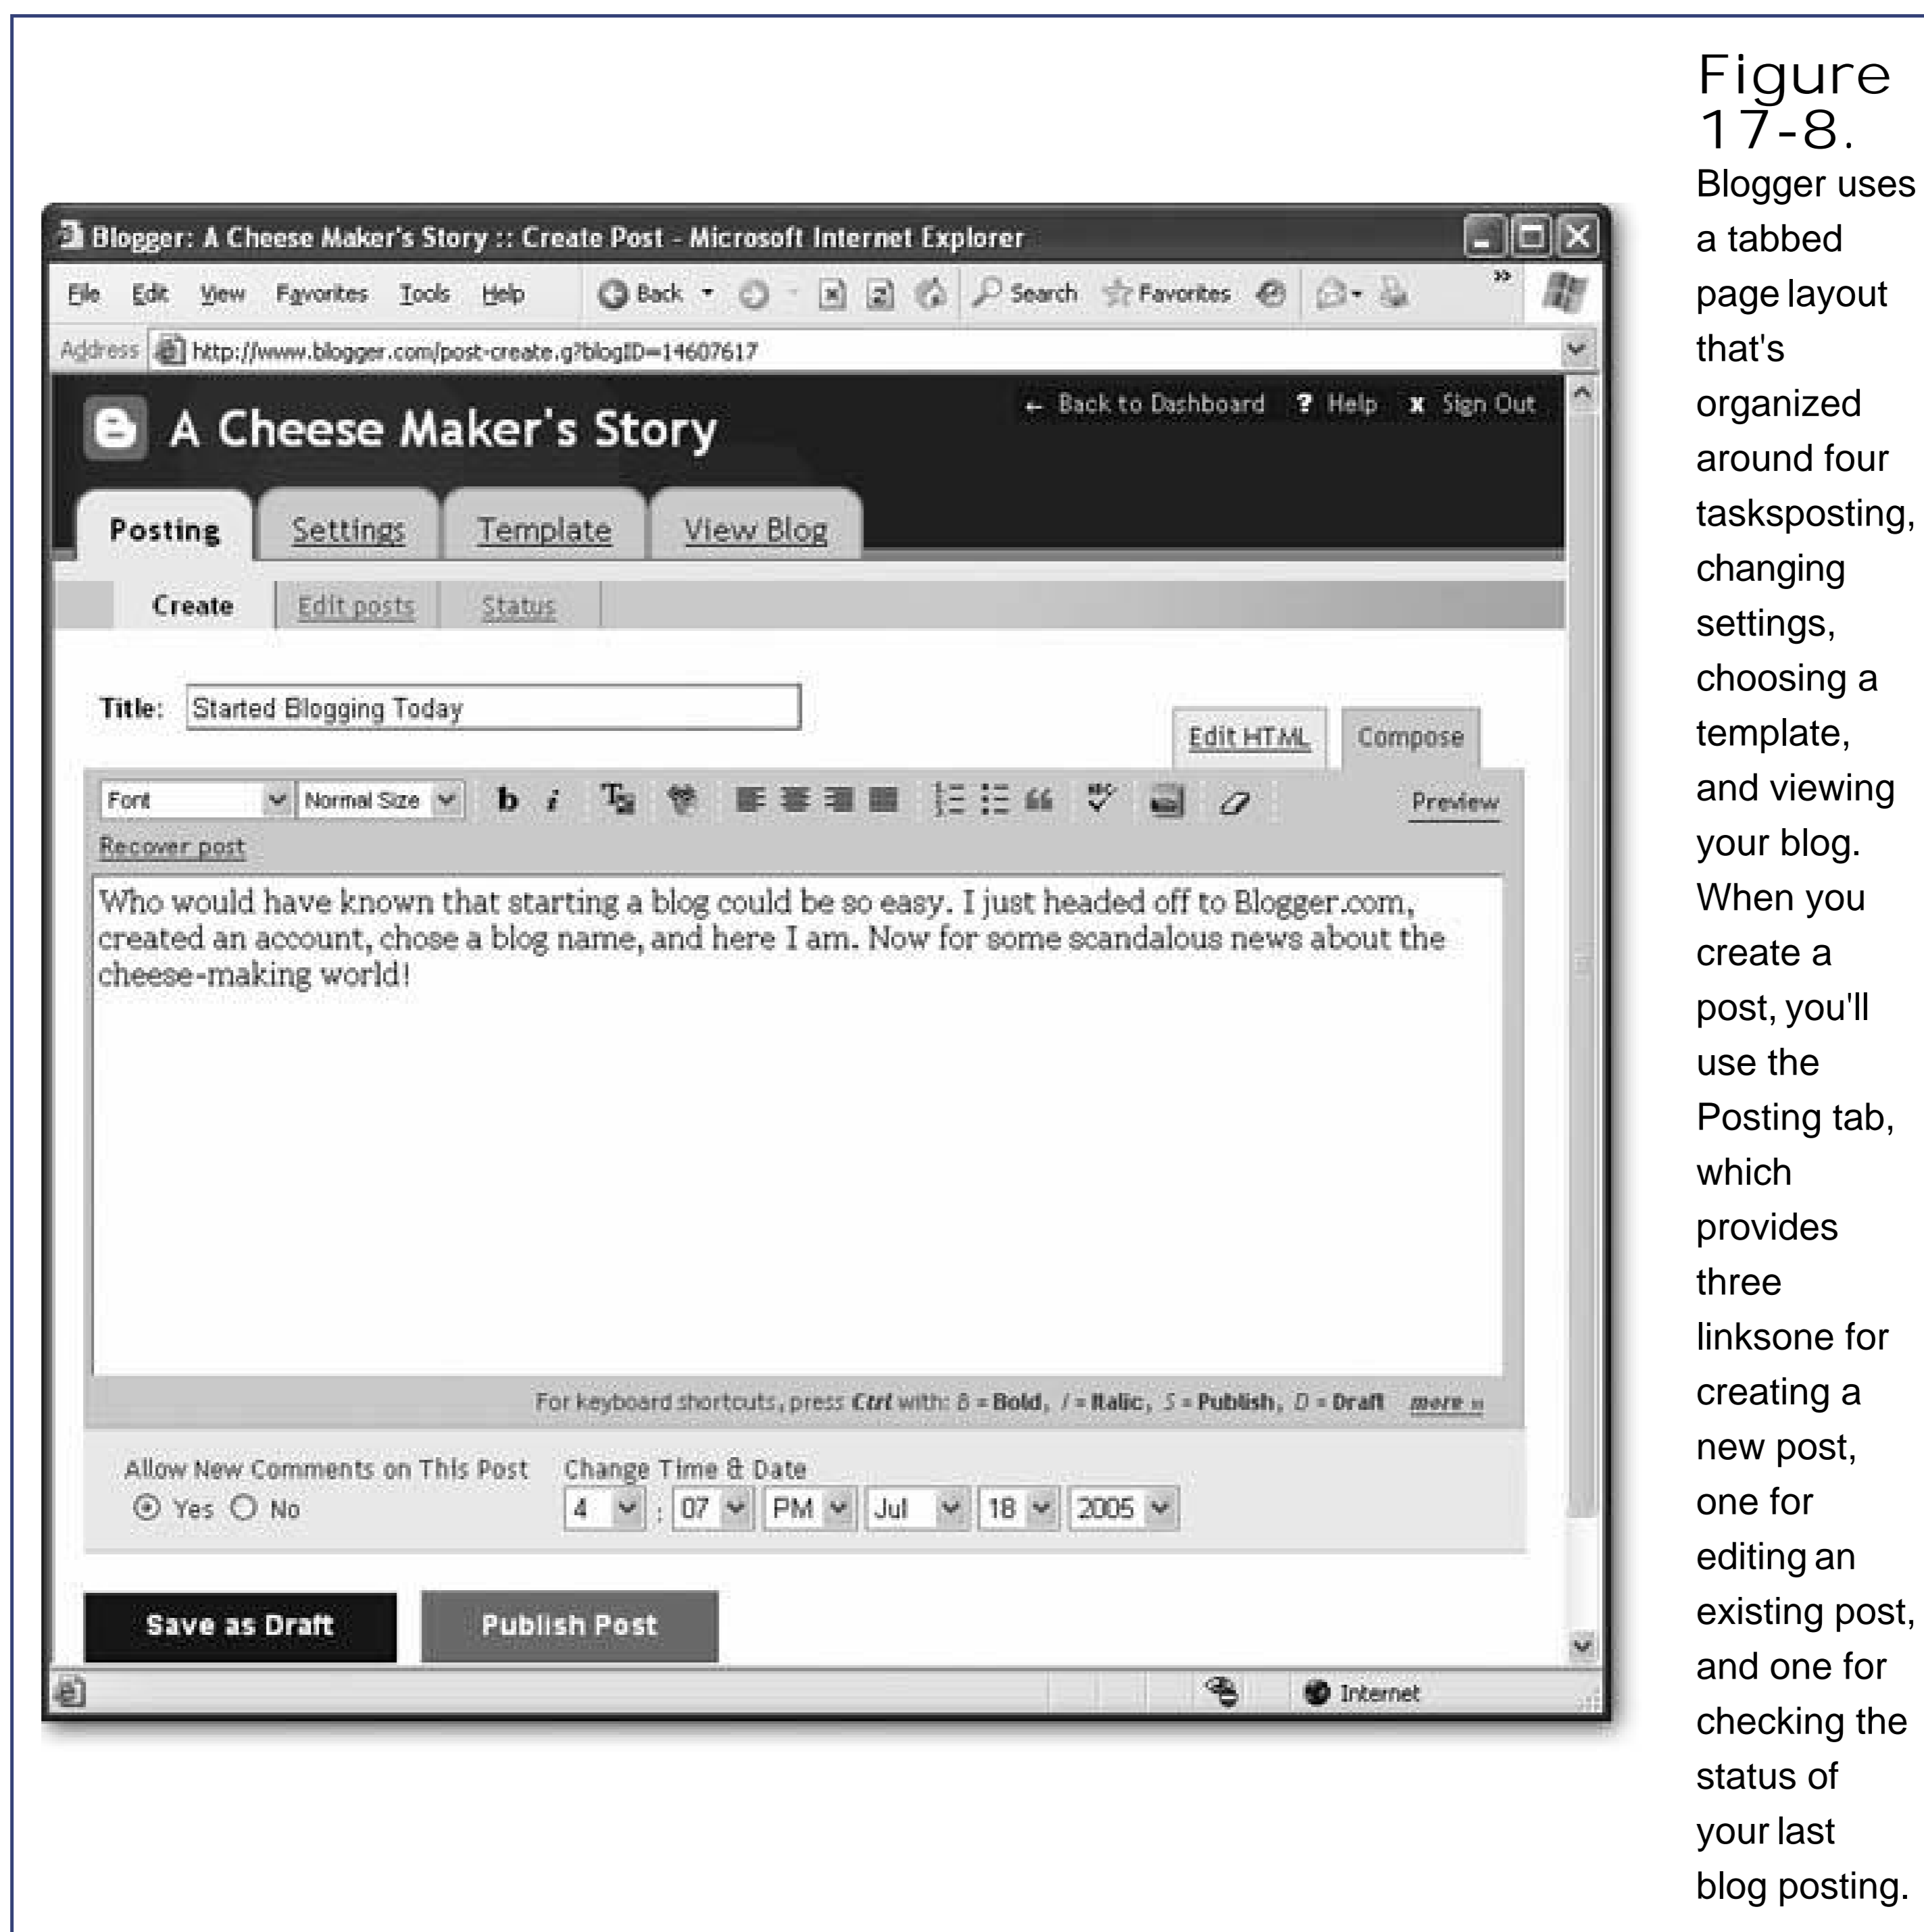 Blogger: A Cheese Maker's Story :: Create Post - Microsoft Internet Explorer
File Edit View Favorites Tools Help Back Search Favorites »
Address http://www.blogger.com/post-create.g?blogID=14607617
← Back to Dashboard ? Help x Sign Out
A Cheese Maker's Story
Posting Settings Template View Blog
Create Edit posts Status
Title: Started Blogging Today
Edit HTML Compose
Font Normal Size b i Preview
Recover post
Who would have known that starting a blog could be so easy. I just headed off to Blogger.com,
created an account, chose a blog name, and here I am. Now for some scandalous news about the
cheese-making world!
For keyboard shortcuts, press Ctrl with: B = Bold, I = Italic, S = Publish, D = Draft more »
Allow New Comments on This Post Change Time & Date
Yes No 4 : 07 PM Jul 18 2005
Save as Draft Publish Post
Internet
Figure
17-8.
Blogger uses
a tabbed
page layout
that's
organized
around four
tasksposting,
changing
settings,
choosing a
template,
and viewing
your blog.
When you
create a
post, you'll
use the
Posting tab,
which
provides
three
linksone for
creating a
new post,
one for
editing an
existing post,
and one for
checking the
status of
your last
blog posting.